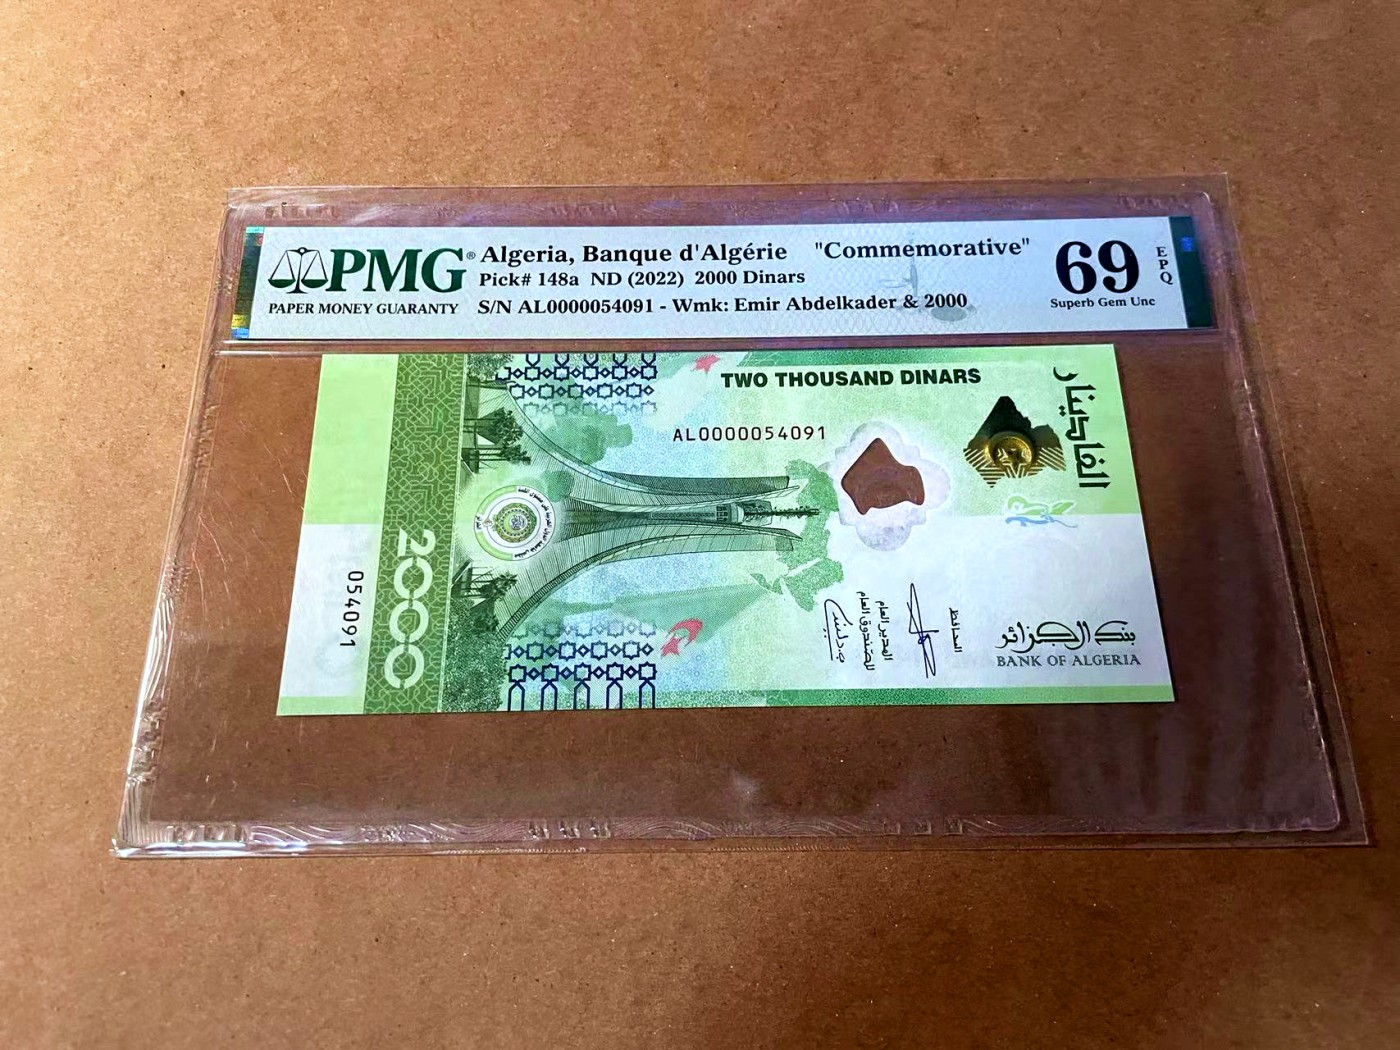 PMG®
PAPER MONEY GUARANTY
Algeria, Banque d'Algérie "Commemorative"
Pick# 148a ND (2022) 2000 Dinars
S/N AL0000054091 - Wmk: Emir Abdelkader & 2000
69
EPQ
Superb Gem Unc
TWO THOUSAND DINARS
AL0000054091
ألفا دينار
2000
054091
المحافظ
المدير العام
للصندوق العام
بنك الجزائر
BANK OF ALGERIA